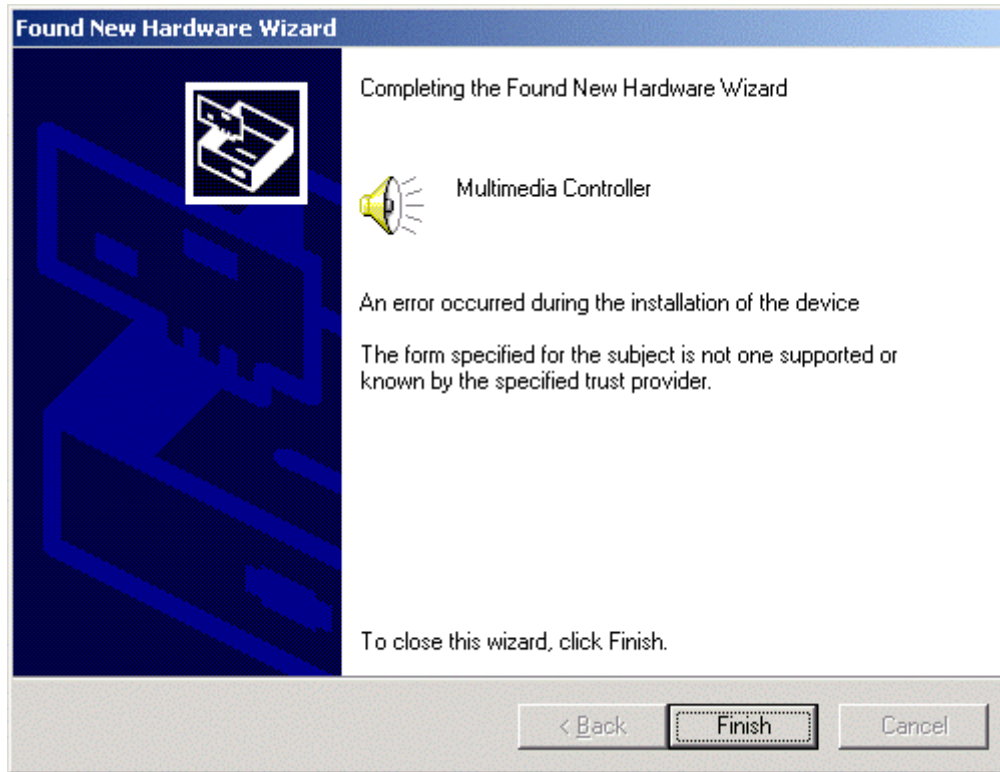 Found New Hardware Wizard
Completing the Found New Hardware Wizard
Multimedia Controller
An error occurred during the installation of the device
The form specified for the subject is not one supported or
known by the specified trust provider.
To close this wizard, click Finish.
< Back Finish Cancel